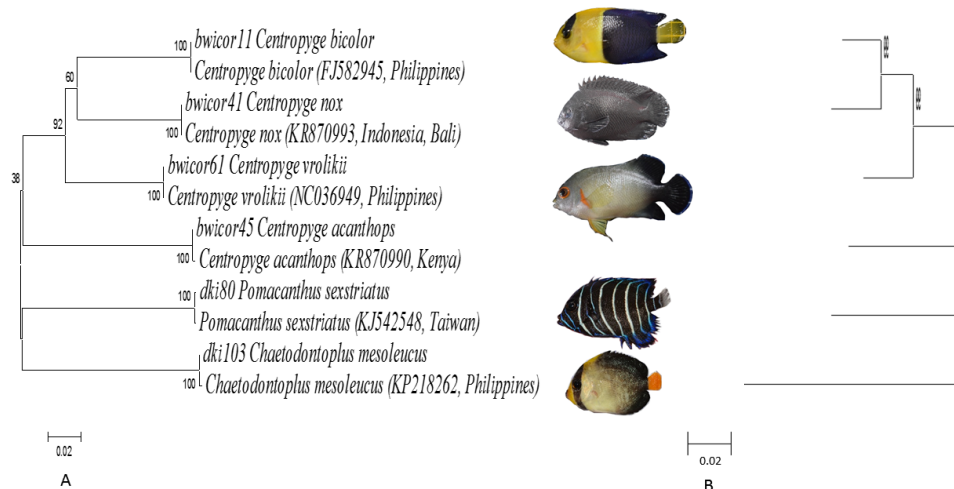 bwicor11 Centropyge bicolor
100
Centropyge bicolor (FJ582945, Philippines)
60
bwicor41 Centropyge nox
100
Centropyge nox (KR870993, Indonesia, Bali)
92
bwicor61 Centropyge vrolikii
100
Centropyge vrolikii (NC036949, Philippines)
38
bwicor45 Centropyge acanthops
100
Centropyge acanthops (KR870990, Kenya)
dki80 Pomacanthus sexstriatus
100
Pomacanthus sexstriatus (KJ542548, Taiwan)
dki103 Chaetodontoplus mesoleucus
100
Chaetodontoplus mesoleucus (KP218262, Philippines)
0.02
A
0.02
B